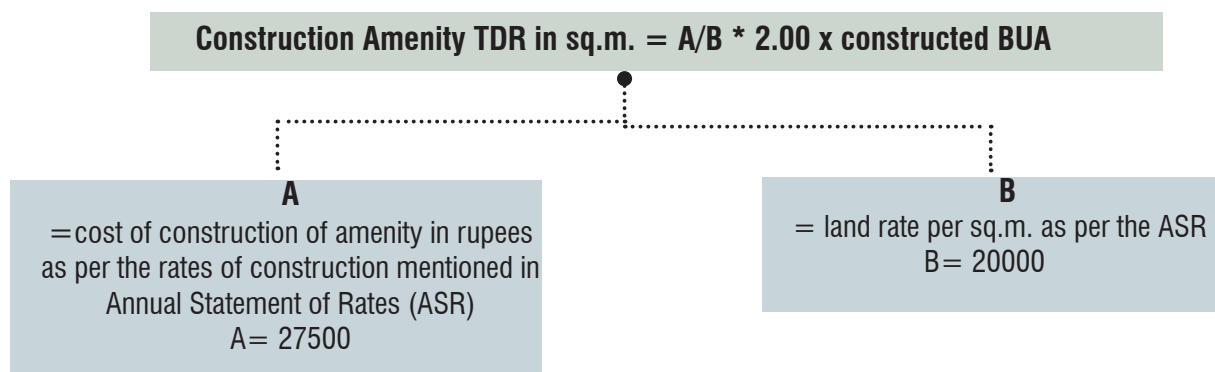 Construction Amenity TDR in sq.m. = A/B * 2.00 x constructed BUA
A
=cost of construction of amenity in rupees
as per the rates of construction mentioned in
Annual Statement of Rates (ASR)
A= 27500
B
= land rate per sq.m. as per the ASR
B= 20000